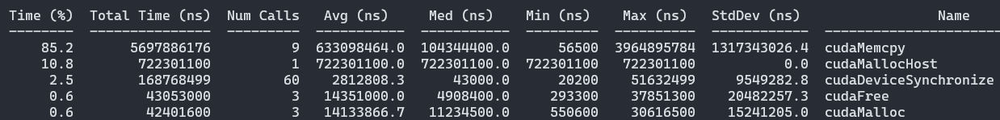 Time (%)  Total Time (ns)  Num Calls   Avg (ns)     Med (ns)    Min (ns)   Max (ns)   StdDev (ns)            Name
--------  ---------------  ---------  -----------  -----------  ---------  ----------  ------------  ----------------------
    85.2       5697886176          9  633098464.0  104344400.0      56500  3964895784  1317343026.4  cudaMemcpy
    10.8        722301100          1  722301100.0  722301100.0  722301100   722301100           0.0  cudaMallocHost
     2.5        168768499         60    2812808.3      43000.0      20200    51632499     9549282.8  cudaDeviceSynchronize
     0.6         43053000          3   14351000.0    4908400.0     293300    37851300    20482257.3  cudaFree
     0.6         42401600          3   14133866.7   11234500.0     550600    30616500    15241205.0  cudaMalloc